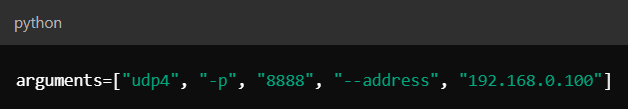 python
arguments=["udp4", "-p", "8888", "--address", "192.168.0.100"]